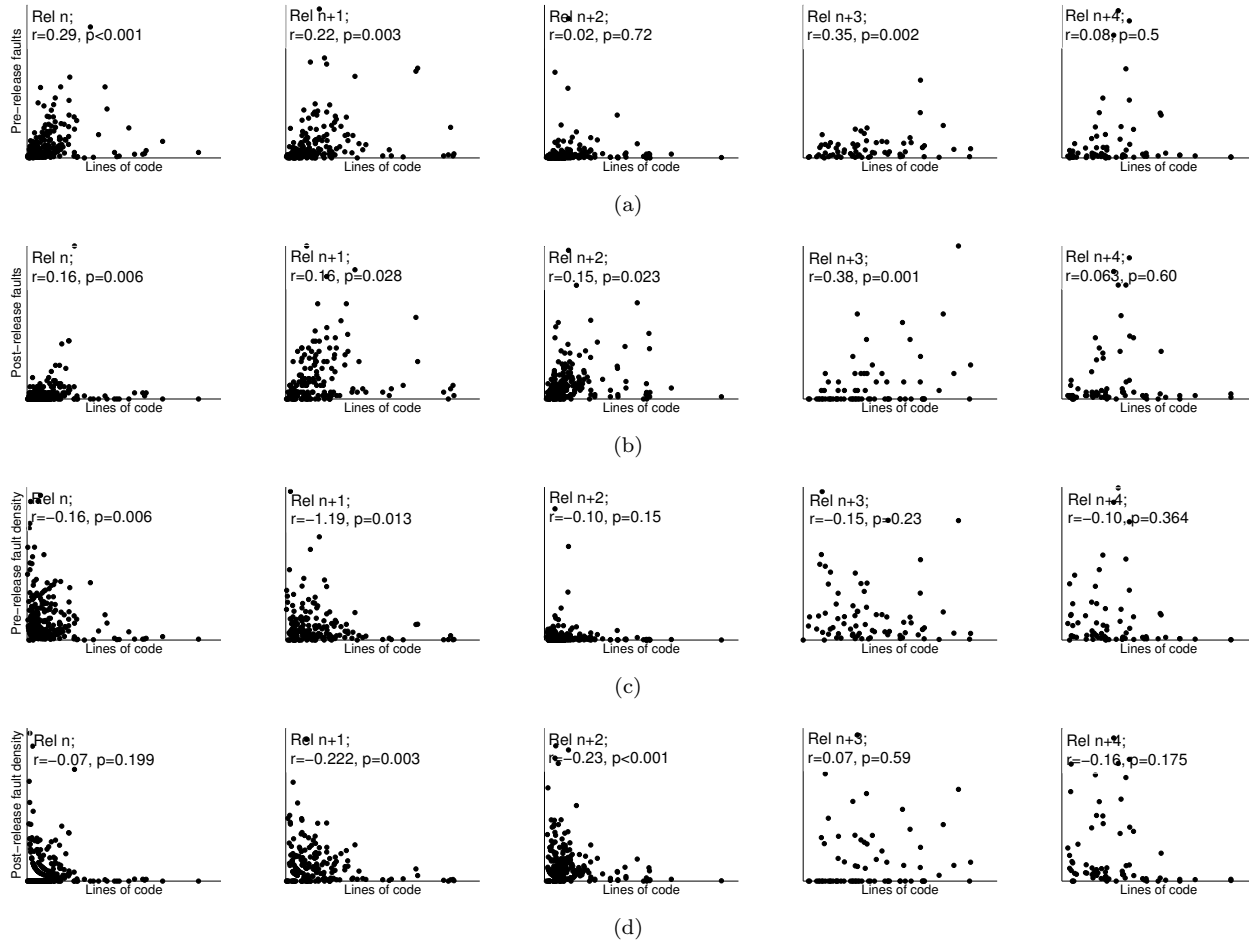 Pre−release faults
Rel n;
r=0.29, p<0.001
Lines of code
Rel n+1;
r=0.22, p=0.003
Lines of code
Rel n+2;
r=0.02, p=0.72
Lines of code
Rel n+3;
r=0.35, p=0.002
Lines of code
Rel n+4;
r=0.08, p=0.5
Lines of code
(a)
Post−release faults
Rel n;
r=0.16, p=0.006
Lines of code
Rel n+1;
r=0.16, p=0.028
Lines of code
Rel n+2;
r=0.15, p=0.023
Lines of code
Rel n+3;
r=0.38, p=0.001
Lines of code
Rel n+4;
r=0.063, p=0.60
Lines of code
(b)
Pre−release fault density
Rel n;
r=−0.16, p=0.006
Lines of code
Rel n+1;
r=−1.19, p=0.013
Lines of code
Rel n+2;
r=−0.10, p=0.15
Lines of code
Rel n+3;
r=−0.15, p=0.23
Lines of code
Rel n+4;
r=−0.10, p=0.364
Lines of code
(c)
Post−release fault density
Rel n;
r=−0.07, p=0.199
Lines of code
Rel n+1;
r=−0.222, p=0.003
Lines of code
Rel n+2;
r=−0.23, p<0.001
Lines of code
Rel n+3;
r=0.07, p=0.59
Lines of code
Rel n+4;
r=−0.16, p=0.175
Lines of code
(d)